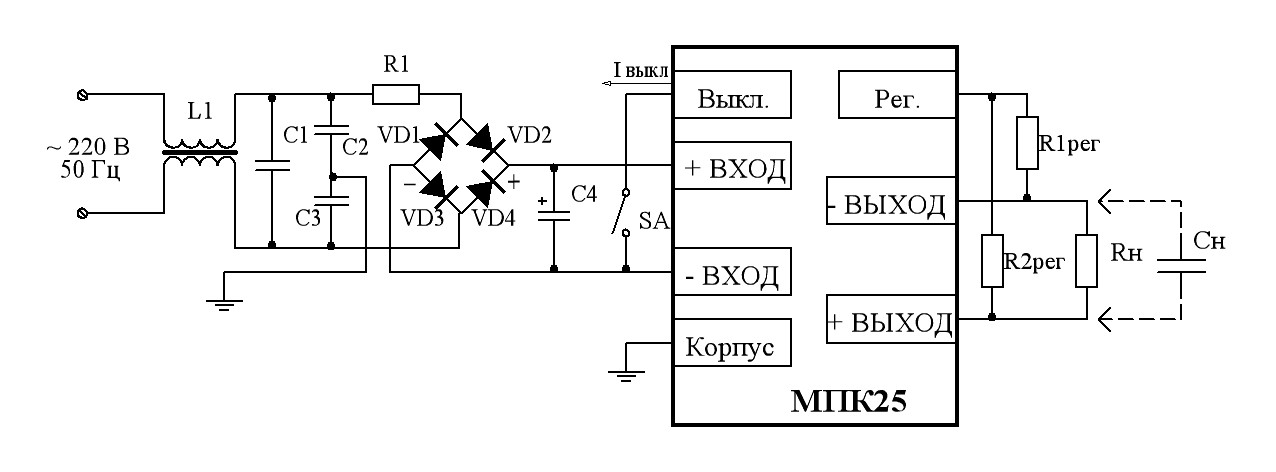 ~ 220 В
50 Гц
L1
C1
C2
C3
R1
VD1
VD2
VD3
VD4
–
+
+
C4
I выкл
SA
Выкл.
+ ВХОД
- ВХОД
Корпус
Рег.
- ВЫХОД
+ ВЫХОД
МПК25
R1рег
R2рег
Rн
Cн